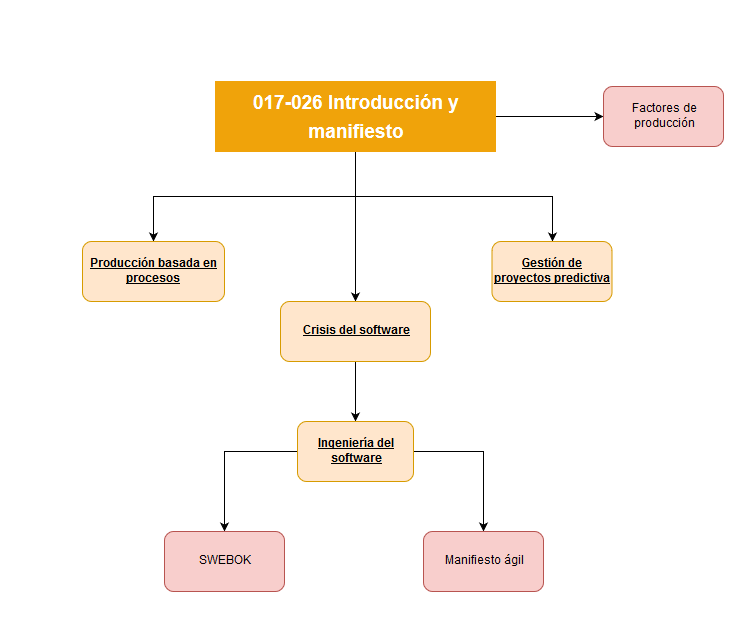 017-026 Introducción y
manifiesto
Factores de
producción
Producción basada en
procesos
Gestión de
proyectos predictiva
Crisis del software
Ingeniería del
software
SWEBOK
Manifiesto ágil